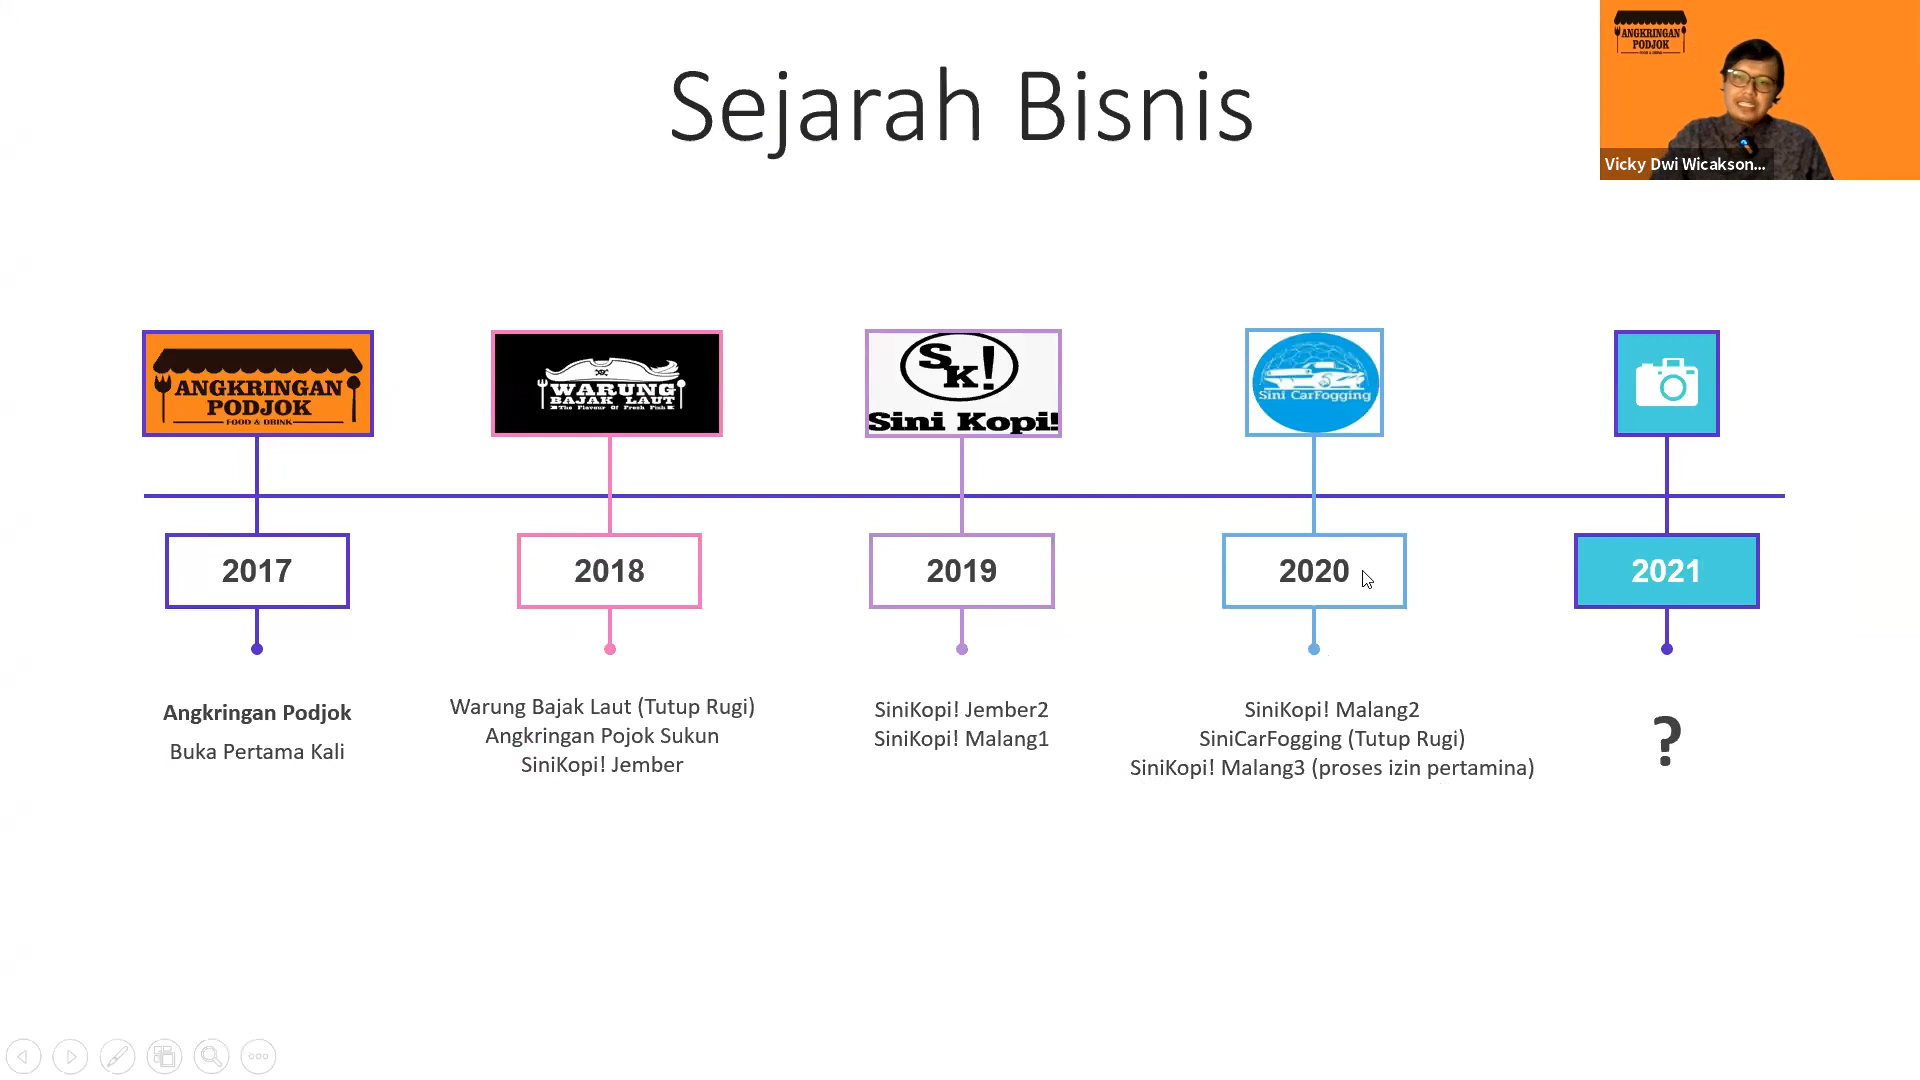 Sejarah Bisnis
ANGKRINGAN
PODJOK
FOOD & DRINK
Vicky Dwi Wicakson...
ANGKRINGAN
PODJOK
FOOD & DRINK
WARUNG
BAJAK LAUT
The Flavour Of Fresh Fish
SK!
Sini Kopi!
Sini CarFogging
2017
2018
2019
2020
2021
Angkringan Podjok
Buka Pertama Kali
Warung Bajak Laut (Tutup Rugi)
Angkringan Pojok Sukun
SiniKopi! Jember
SiniKopi! Jember2
SiniKopi! Malang1
SiniKopi! Malang2
SiniCarFogging (Tutup Rugi)
SiniKopi! Malang3 (proses izin pertamina)
?